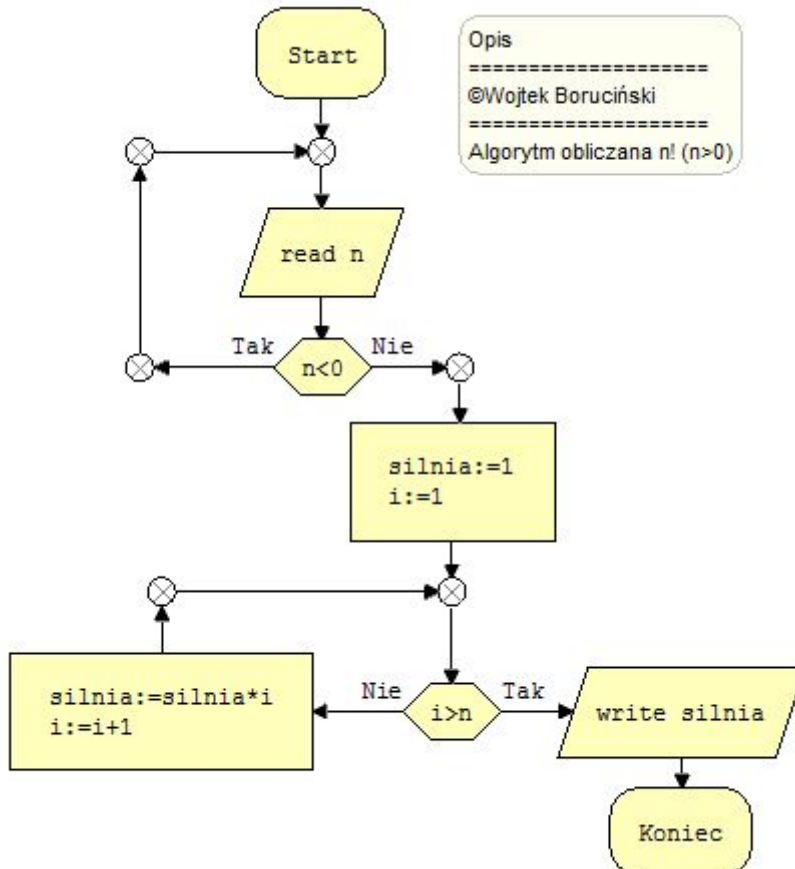 Start
Opis
=====================
©Wojtek Boruciński
=====================
Algorytm obliczana n! (n>0)
read n
Tak
n<0
Nie
silnia:=1
i:=1
silnia:=silnia*i
i:=i+1
Nie
i>n
Tak
write silnia
Koniec